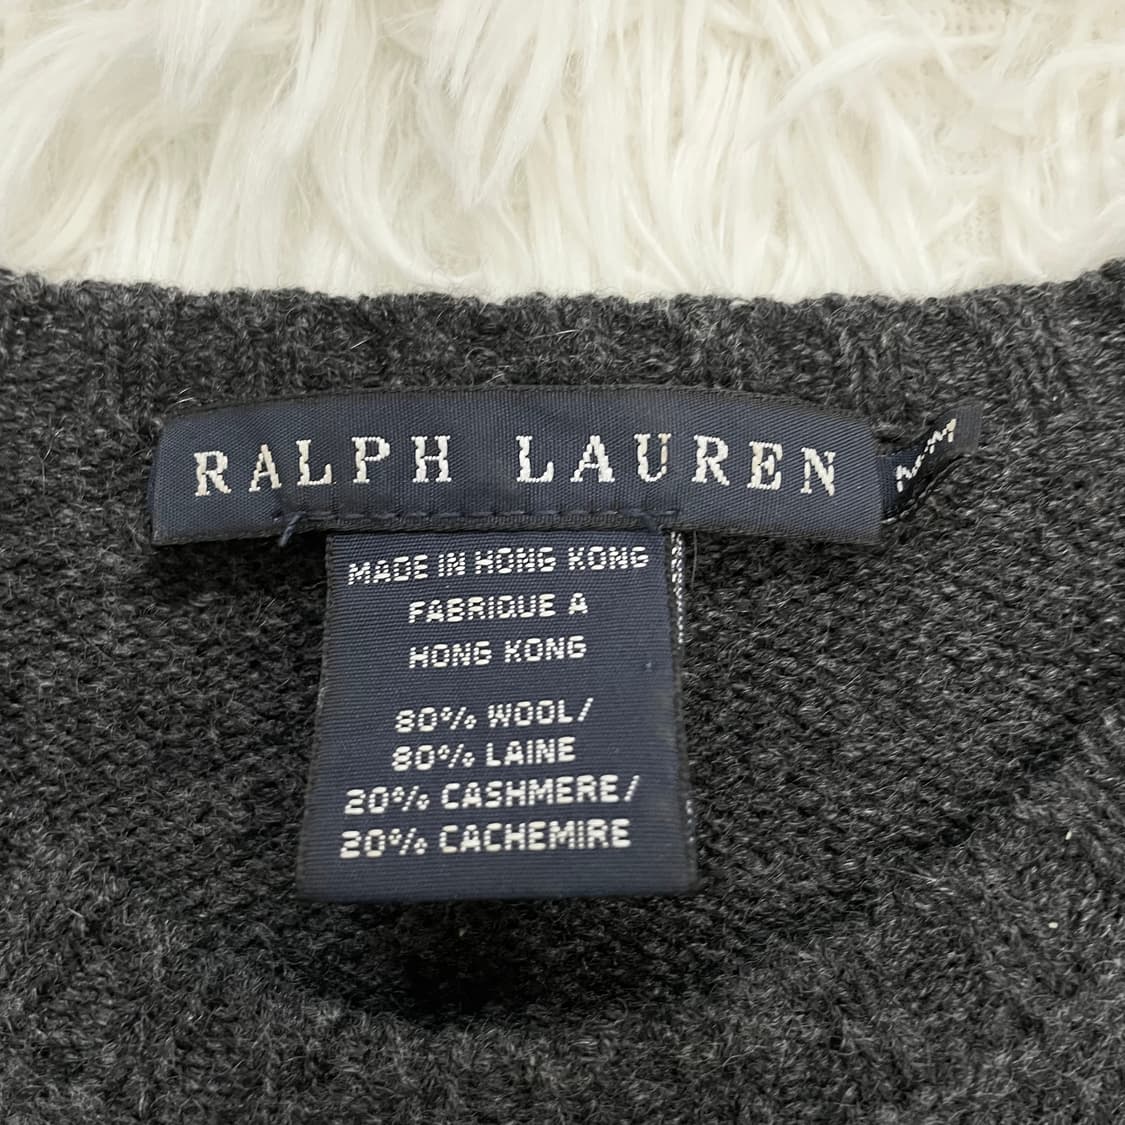 RALPH LAUREN
MADE IN HONG KONG
FABRIQUE A
HONG KONG
80% WOOL/
80% LAINE
20% CASHMERE/
20% CACHEMIRE